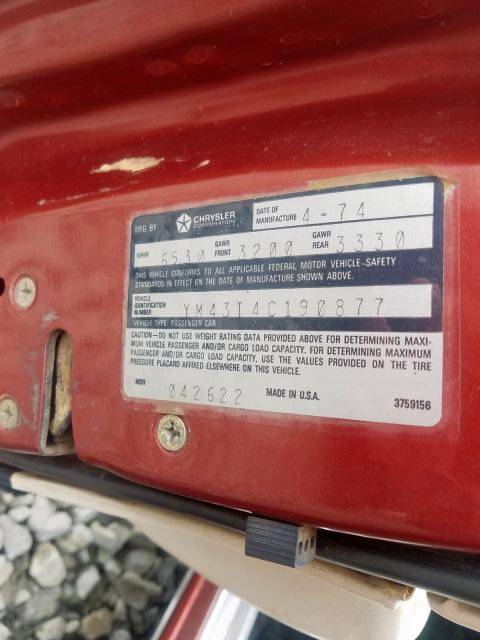 MFG. BY CHRYSLER CORPORATION DATE OF MANUFACTURE 4-74
GVWR 6530 GAWR FRONT 3200 GAWR REAR 3330
THIS VEHICLE CONFORMS TO ALL APPLICABLE FEDERAL MOTOR VEHICLE-SAFETY
STANDARDS IN EFFECT ON THE DATE OF MANUFACTURE SHOWN ABOVE.
VEHICLE IDENTIFICATION NUMBER YM43T4C190877
VEHICLE TYPE: PASSENGER CAR
CAUTION—DO NOT USE WEIGHT RATING DATA PROVIDED ABOVE FOR DETERMINING MAXI-
MUM VEHICLE PASSENGER AND/OR CARGO LOAD CAPACITY. FOR DETERMINING MAXIMUM
PASSENGER AND/OR CARGO LOAD CAPACITY, USE THE VALUES PROVIDED ON THE TIRE
PRESSURE PLACARD AFFIXED ELSEWHERE ON THIS VEHICLE.
MDH 042622 MADE IN U.S.A. 3759156